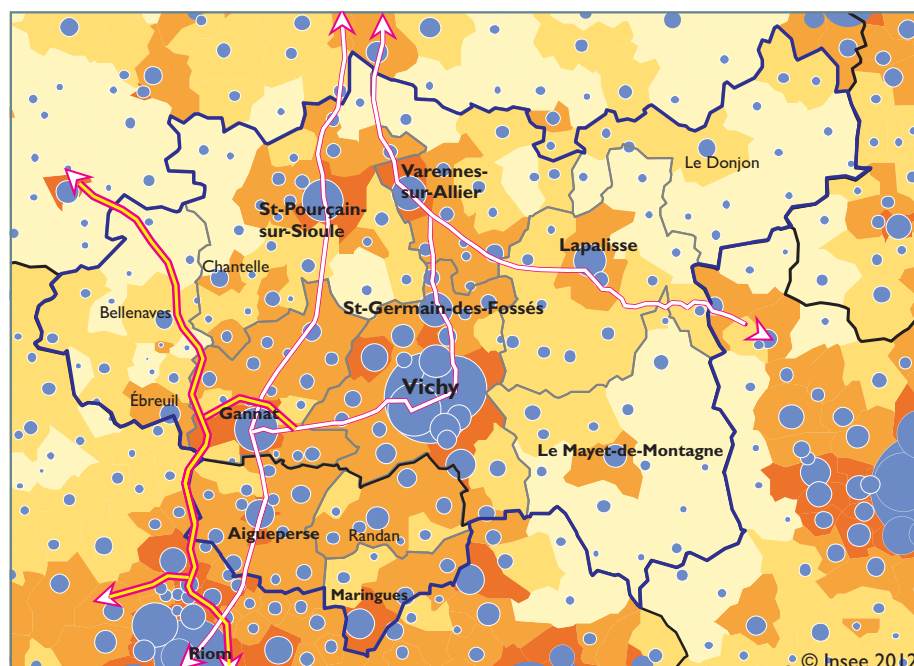 Le Donjon
Varennes-
sur-Allier
St-Pourçain-
sur-Sioule
Lapalisse
Chantelle
Bellenaves
St-Germain-des-Fossés
Vichy
Ébreuil
Gannat
Le Mayet-de-Montagne
Aigueperse
Randan
Maringues
Riom
© Insee 2012